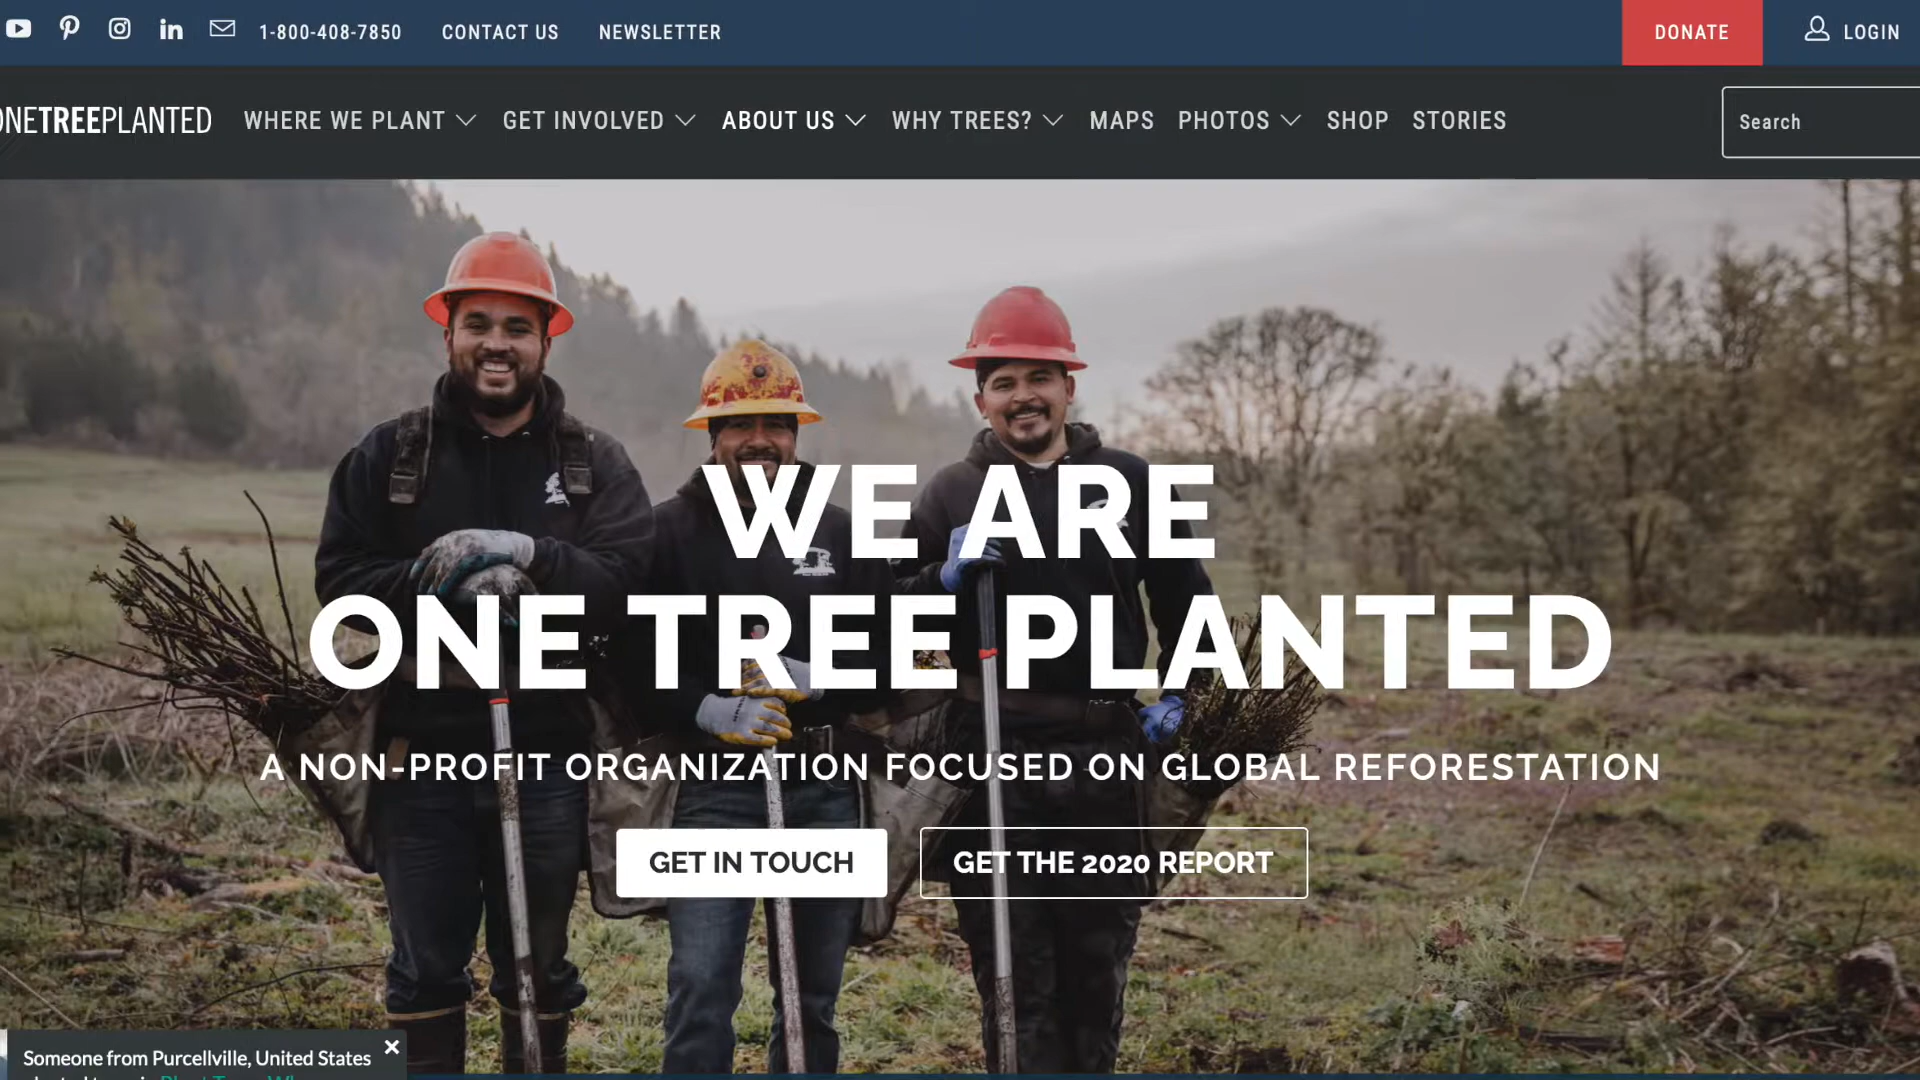 1-800-408-7850 CONTACT US NEWSLETTER DONATE LOGIN
ONETREEPLANTED WHERE WE PLANT GET INVOLVED ABOUT US WHY TREES? MAPS PHOTOS SHOP STORIES Search
WE ARE
ONE TREE PLANTED
A NON-PROFIT ORGANIZATION FOCUSED ON GLOBAL REFORESTATION
GET IN TOUCH GET THE 2020 REPORT
Someone from Purcellville, United States